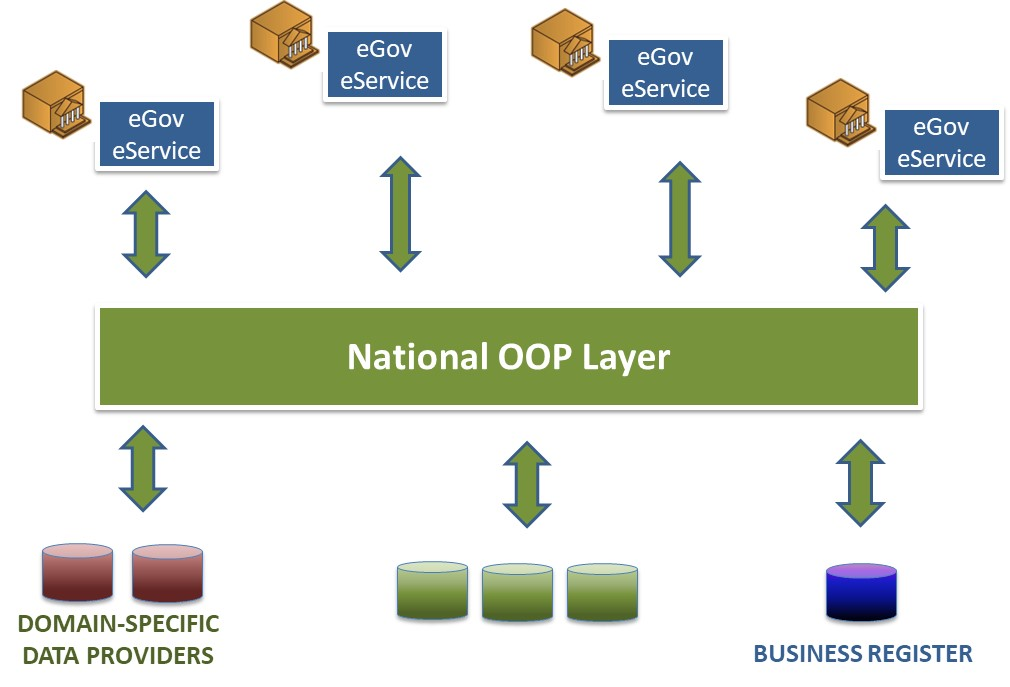 eGov
eService
eGov
eService
eGov
eService
eGov
eService
National OOP Layer
DOMAIN-SPECIFIC
DATA PROVIDERS
BUSINESS REGISTER